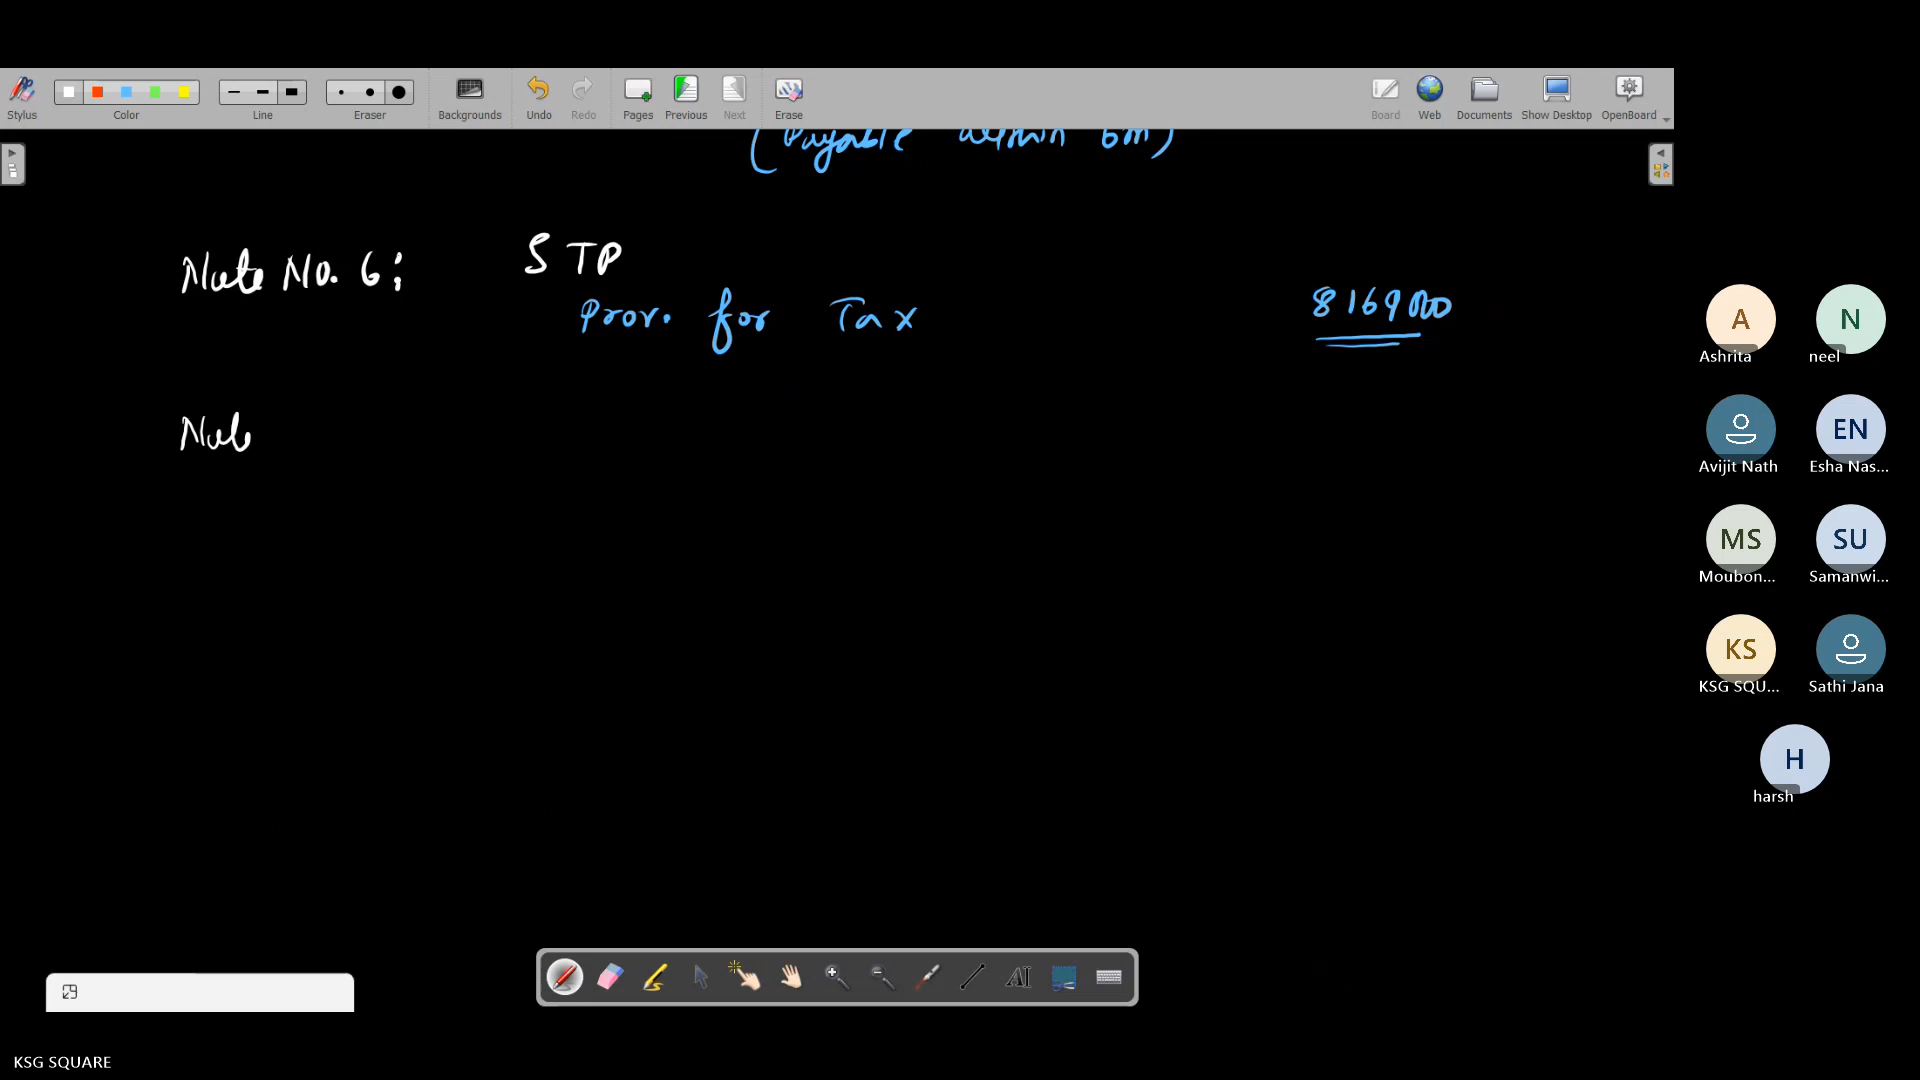 Stylus Color Line Eraser Backgrounds Undo Redo Pages Previous Next Erase Board Web Documents Show Desktop OpenBoard
(Payable within 6m)
Note No. 6: STP
Prov. for Tax 8169000
Note
AI
A N
Ashrita neel
EN
Avijit Nath Esha Nas...
MS SU
Moubon... Samanwi...
KS
KSG SQU... Sathi Jana
H
harsh
KSG SQUARE